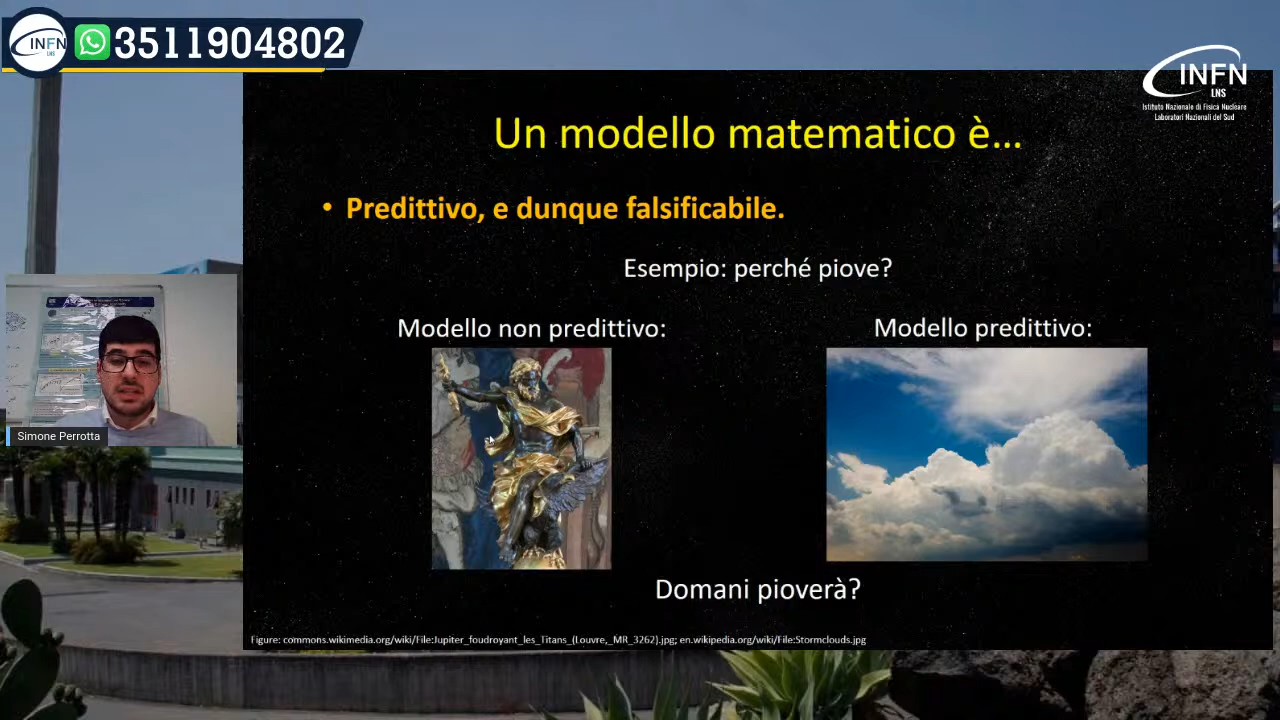 INFN
LNS
3511904802
INFN
LNS
Istituto Nazionale di Fisica Nucleare
Laboratori Nazionali del Sud
Un modello matematico è...
• Predittivo, e dunque falsificabile.
Esempio: perché piove?
Modello non predittivo:
Modello predittivo:
Simone Perrotta
Domani pioverà?
Figure: commons.wikimedia.org/wiki/File:Jupiter_foudroyant_les_Titans_(Louvre,_MR_3262).jpg; en.wikipedia.org/wiki/File:Stormclouds.jpg